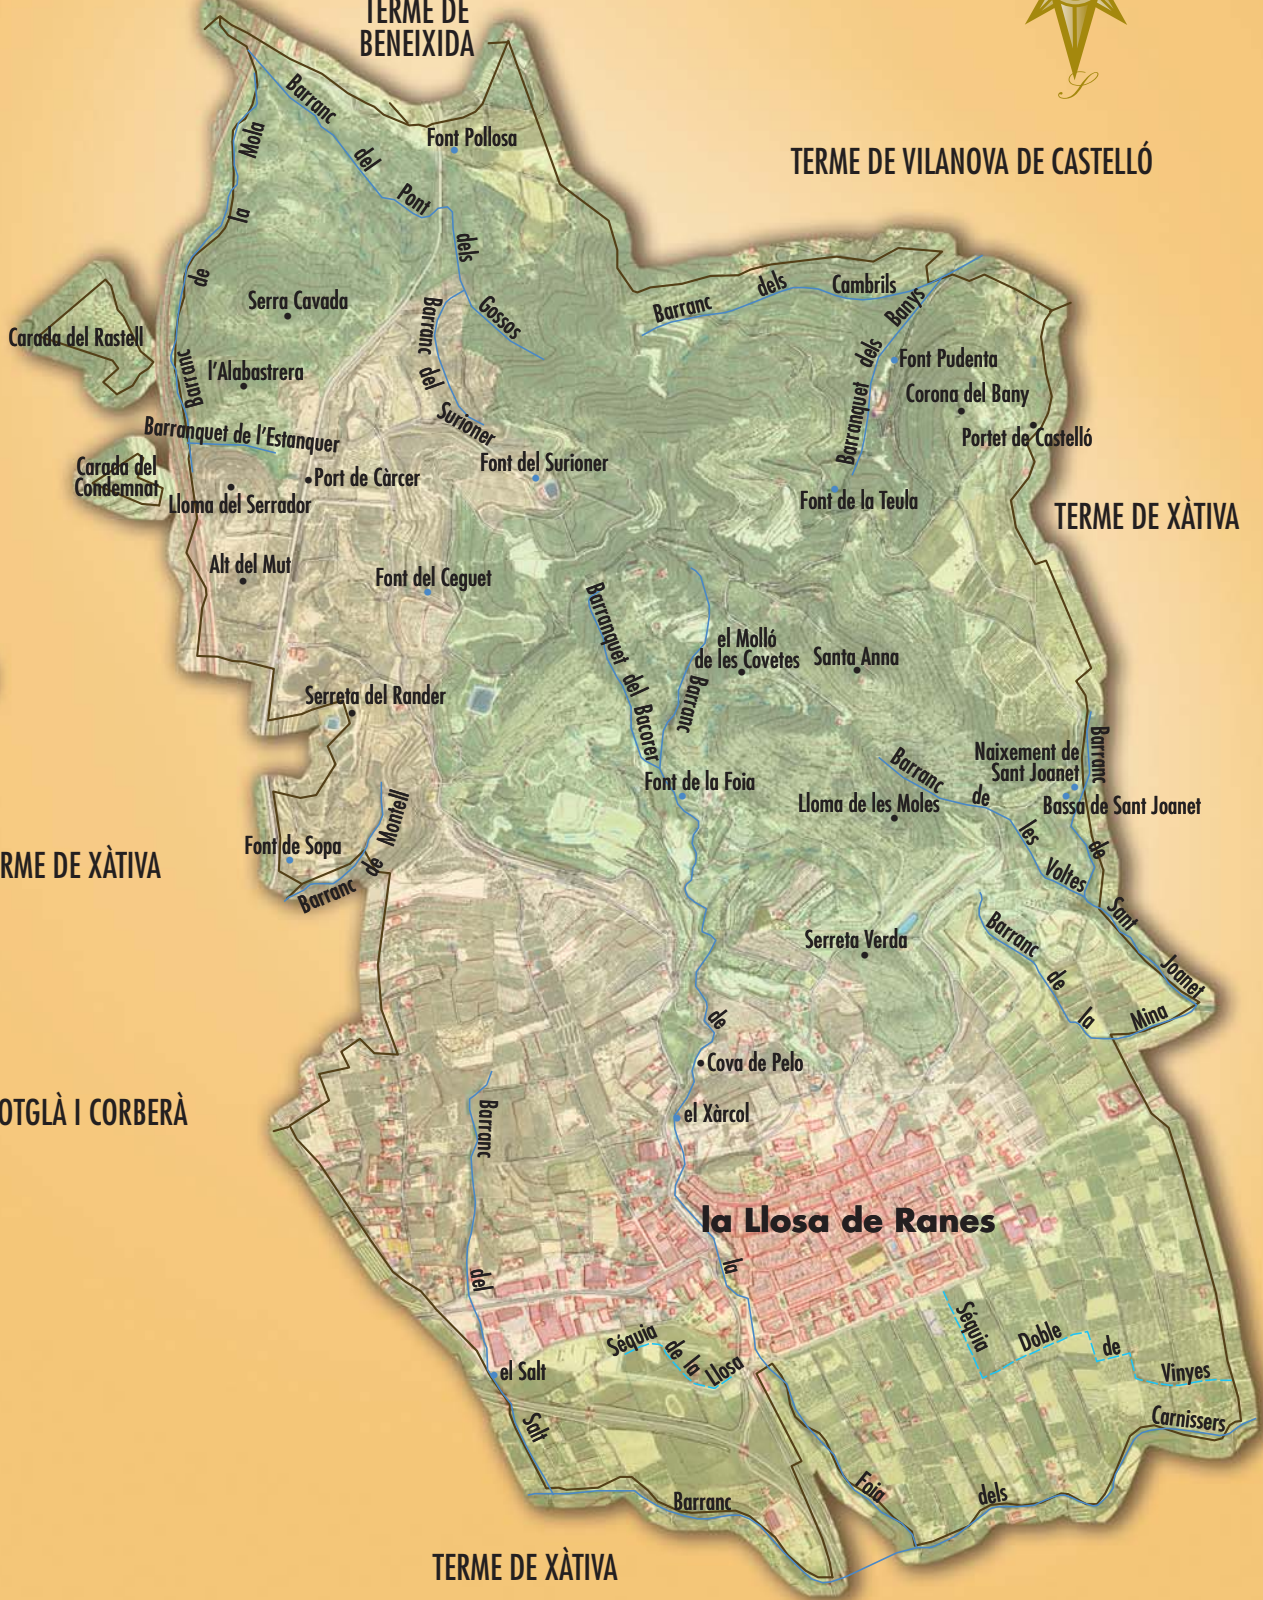 TERME DE
BENEIXIDA
S
TERME DE VILANOVA DE CASTELLÓ
Barranc del Pont dels Gossos
Font Pollosa
Barranc de la Mola
Barranc dels Cambrils
Serra Cavada
Carada del Rastell
Barranc del Surioner
Barranquet dels Banys
Font Pudenta
l'Alabastrera
Corona del Bany
Barranquet de l'Estanquer
Portet de Castelló
Carada del
Condemnat
Port de Càrcer
Font del Surioner
Lloma del Serrador
Font de la Teula
TERME DE XÀTIVA
Alt del Mut
Font del Ceguet
Barranquet del Bacorer
el Molló
de les Covetes
Santa Anna
Serreta del Rander
Barranc de la Foia
Naixement de
Sant Joanet
Font de la Foia
Barranc de les Voltes
Lloma de les Moles
Bassa de Sant Joanet
Barranc de Sant Joanet
Font de Sopa
Barranc de Montell
RME DE XÀTIVA
Serreta Verda
Barranc de la Mina
Cova de Pelo
OTGLÀ I CORBERÀ
el Xàrcol
Barranc del Salt
la Llosa de Ranes
Séquia de la Llosa
Séquia Doble de Vinyes
el Salt
Barranc dels Carnissers
TERME DE XÀTIVA